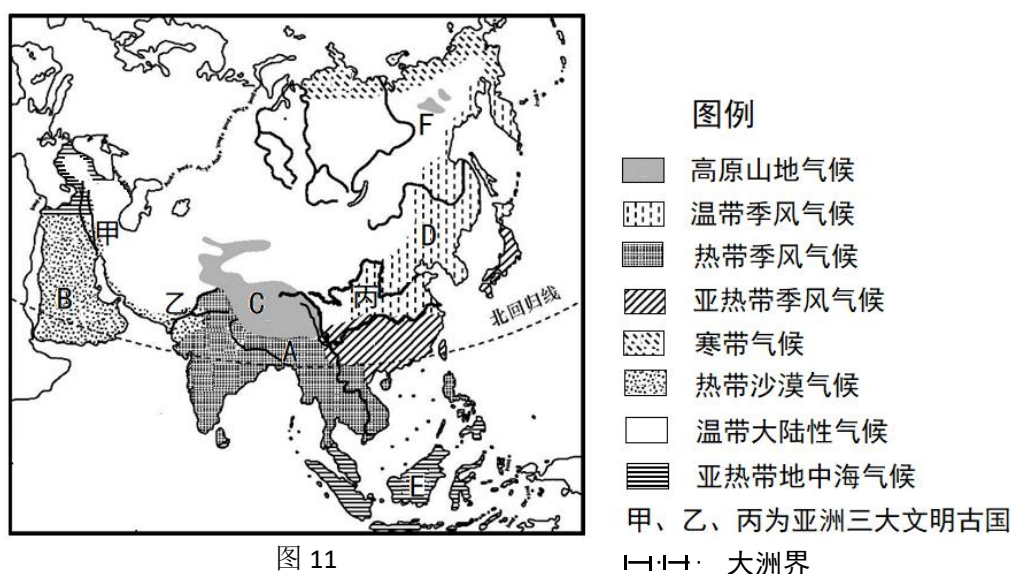 F
甲
D
B
乙
C
丙
北回归线
A
E
图 11
图例
高原山地气候
温带季风气候
热带季风气候
亚热带季风气候
寒带气候
热带沙漠气候
温带大陆性气候
亚热带地中海气候
甲、乙、丙为亚洲三大文明古国
大洲界